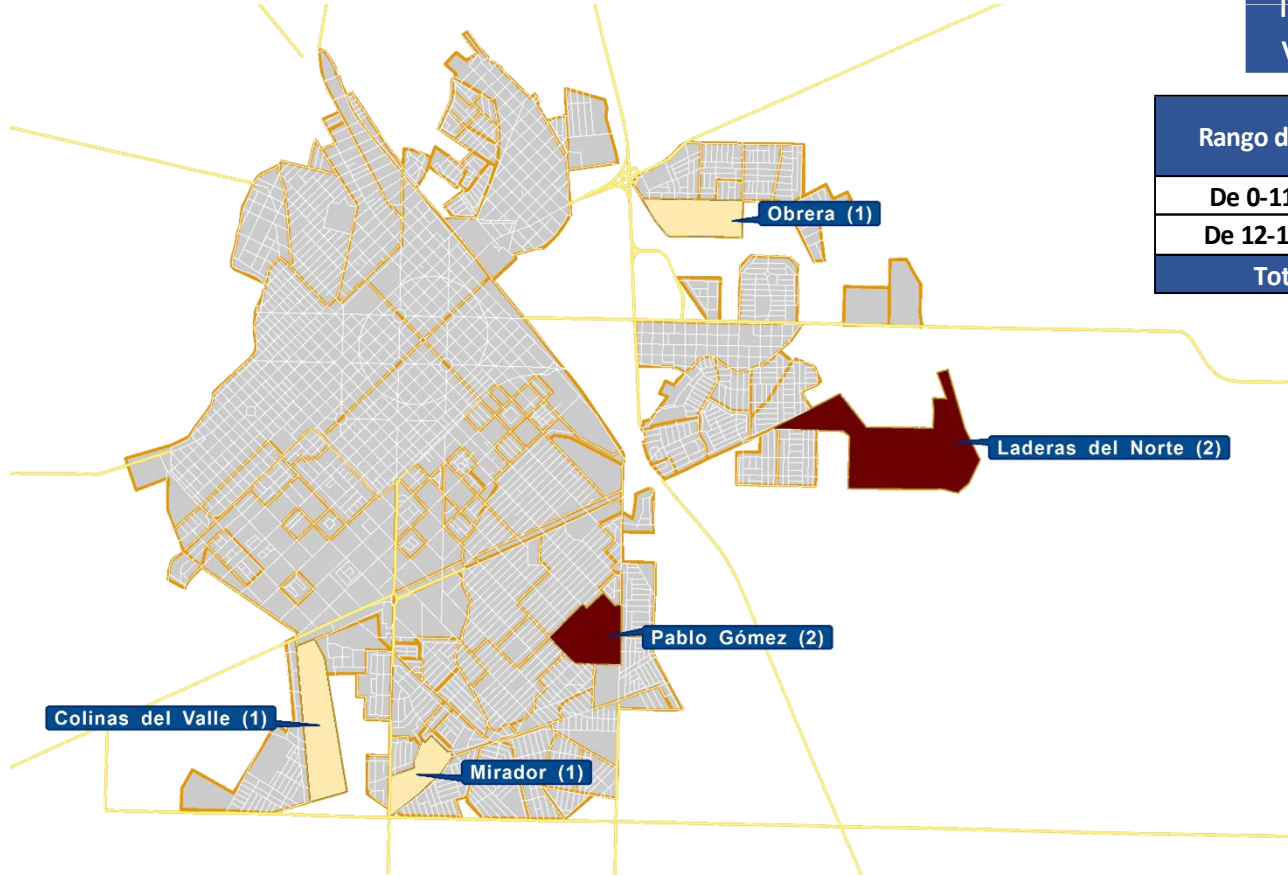 Rango d
De 0-11
De 12-1
Tot
Obrera (1)
Laderas del Norte (2)
Pablo Gómez (2)
Colinas del Valle (1)
Mirador (1)